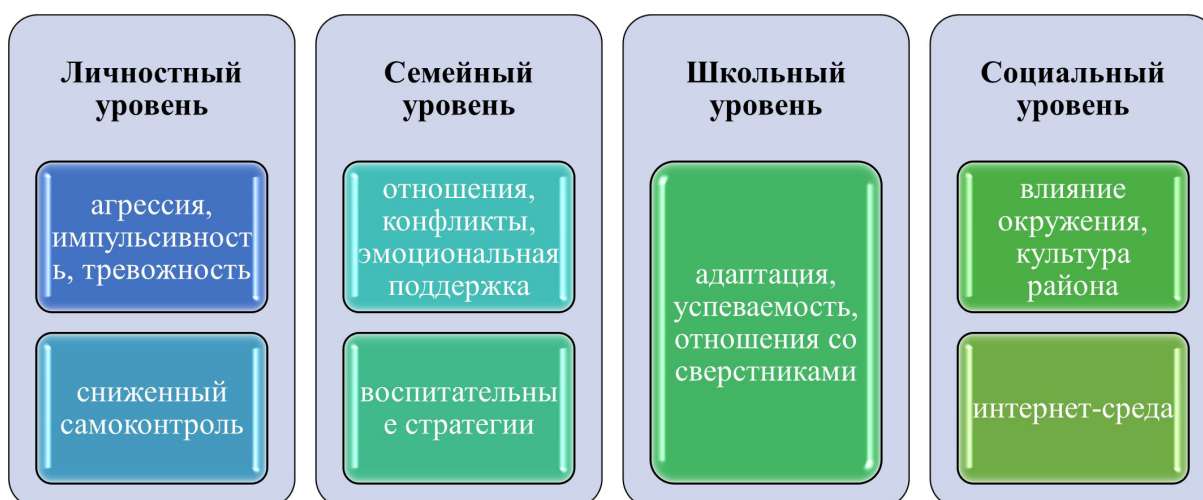 Личностный
уровень
агрессия,
импульсивност
ь, тревожность
сниженный
самоконтроль
Семейный
уровень
отношения,
конфликты,
эмоциональная
поддержка
воспитательны
е стратегии
Школьный
уровень
адаптация,
успеваемость,
отношения со
сверстниками
Социальный
уровень
влияние
окружения,
культура
района
интернет-среда